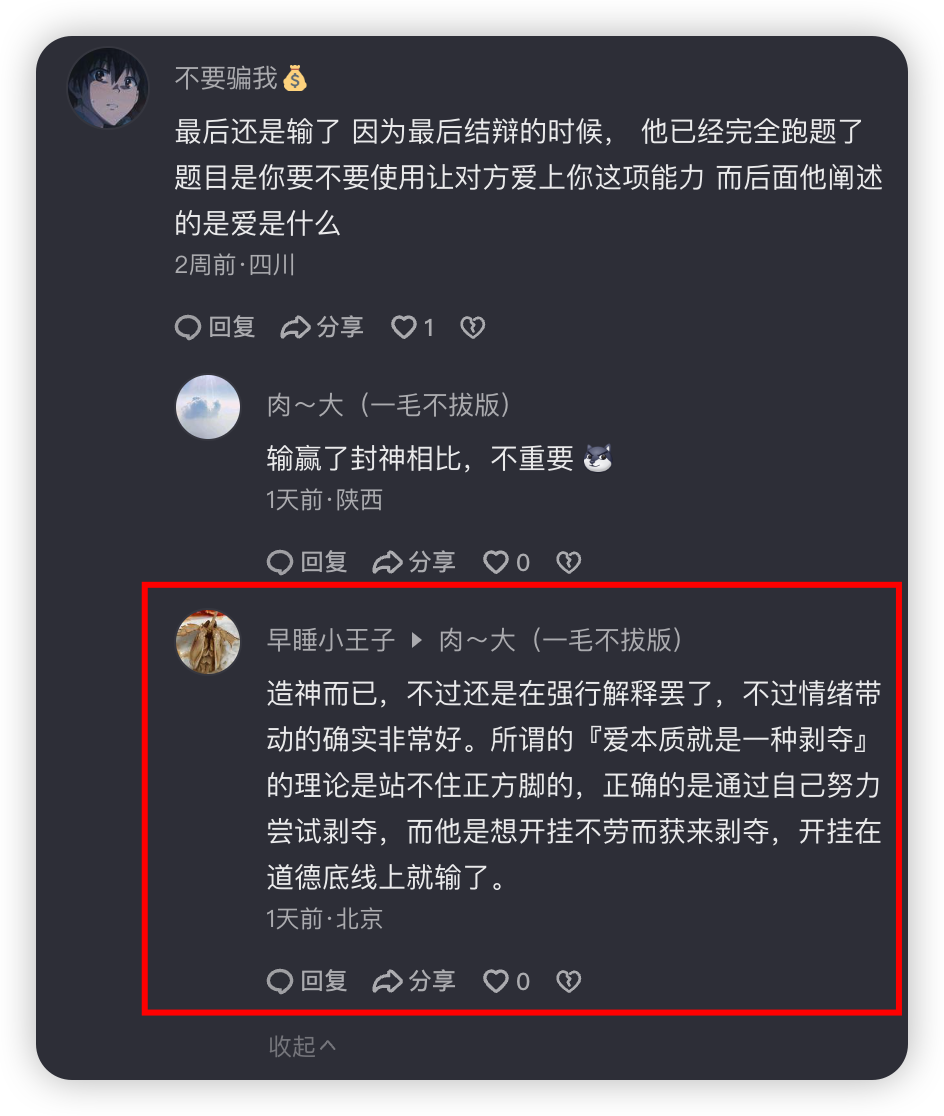 不要骗我💰
最后还是输了 因为最后结辩的时候， 他已经完全跑题了
题目是你要不要使用让对方爱上你这项能力 而后面他阐述
的是爱是什么
2周前·四川
回复 分享 1
肉～大（一毛不拔版）
输赢了封神相比，不重要
1天前·陕西
回复 分享 0
早睡小王子 ▶ 肉～大（一毛不拔版）
造神而已，不过还是在强行解释罢了，不过情绪带
动的确实非常好。所谓的『爱本质就是一种剥夺』
的理论是站不住正方脚的，正确的是通过自己努力
尝试剥夺，而他是想开挂不劳而获来剥夺，开挂在
道德底线上就输了。
1天前·北京
回复 分享 0
收起